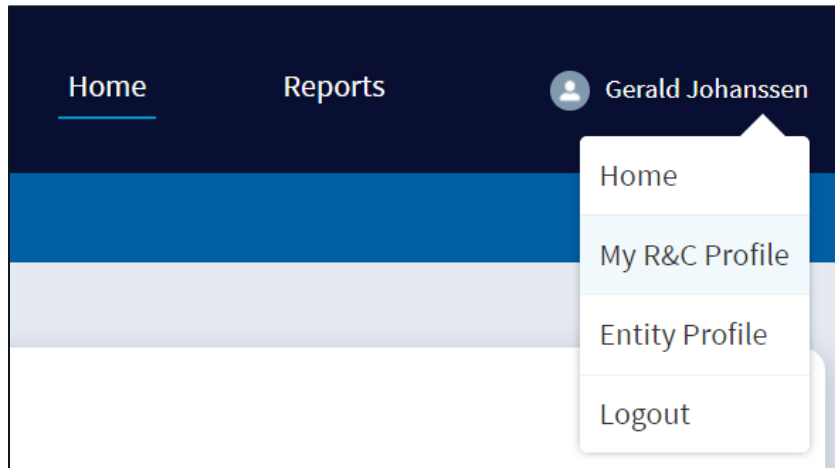 Home Reports Gerald Johanssen
Home
My R&C Profile
Entity Profile
Logout